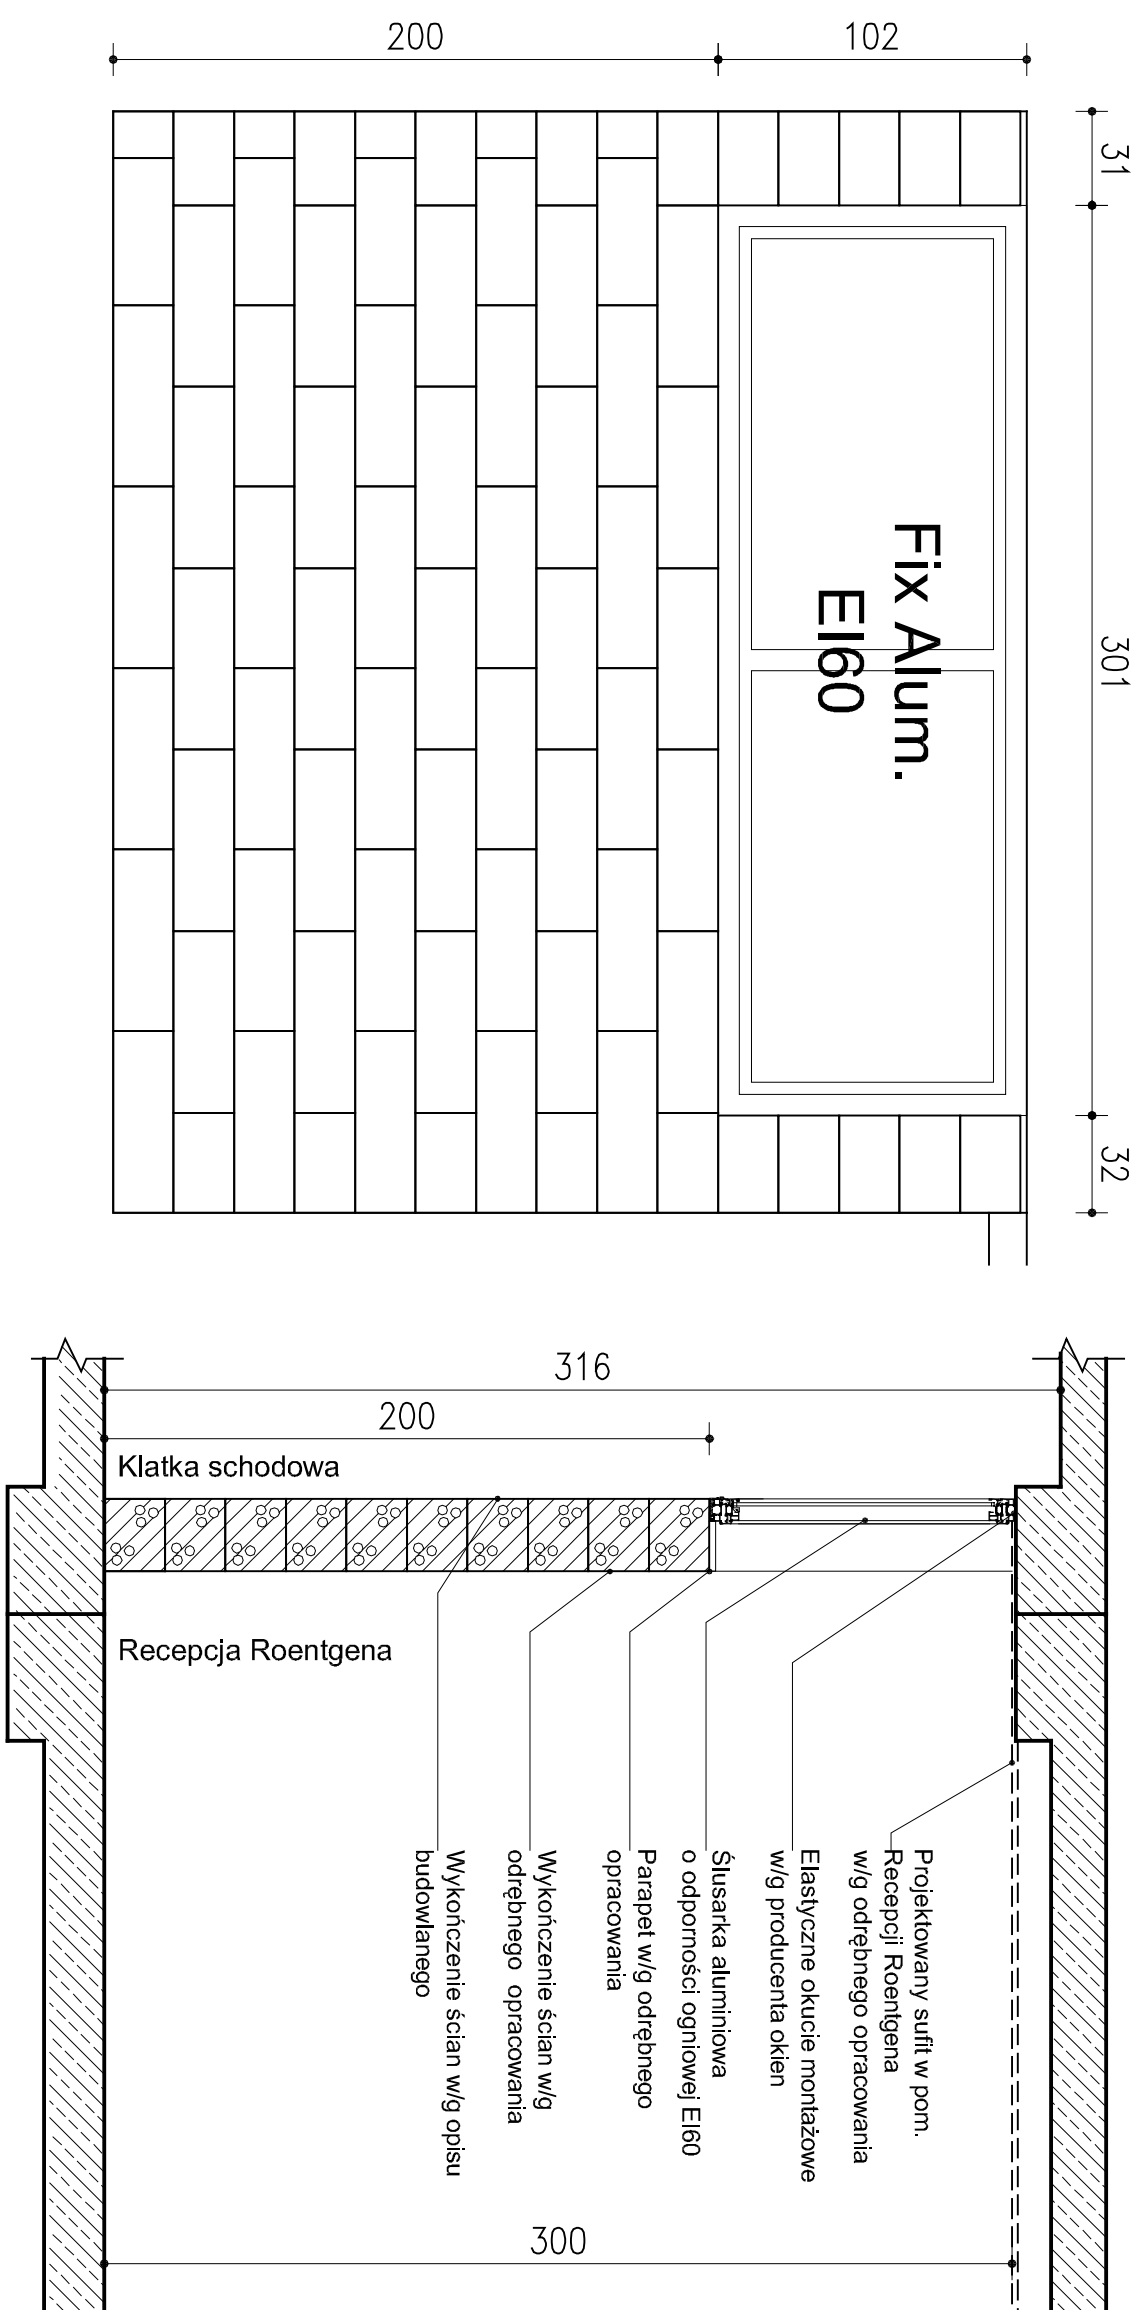 200
102
31
301
32
Fix Alum.
EI60
316
200
Klatka schodowa
Recepcja Roentgena
Projektowany sufit w pom.
Recepcji Roentgena
w/g odrębnego opracowania
Elastyczne okucie montażowe
w/g producenta okien
Ślusarka aluminiowa
o odporności ogniowej EI60
Parapet w/g odrębnego
opracowania
Wykończenie ścian w/g
odrębnego opracowania
Wykończenie ścian w/g opisu
budowlanego
300